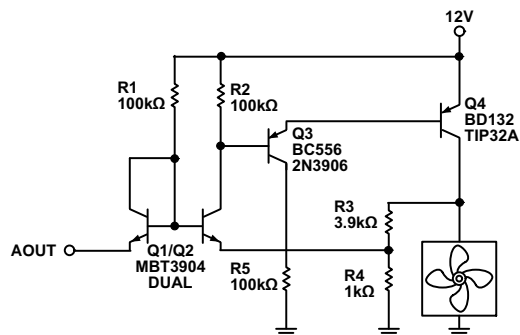 12V
R1
100kΩ
R2
100kΩ
Q4
BD132
TIP32A
Q3
BC556
2N3906
R3
3.9kΩ
AOUT
Q1/Q2
MBT3904
DUAL
R5
100kΩ
R4
1kΩ